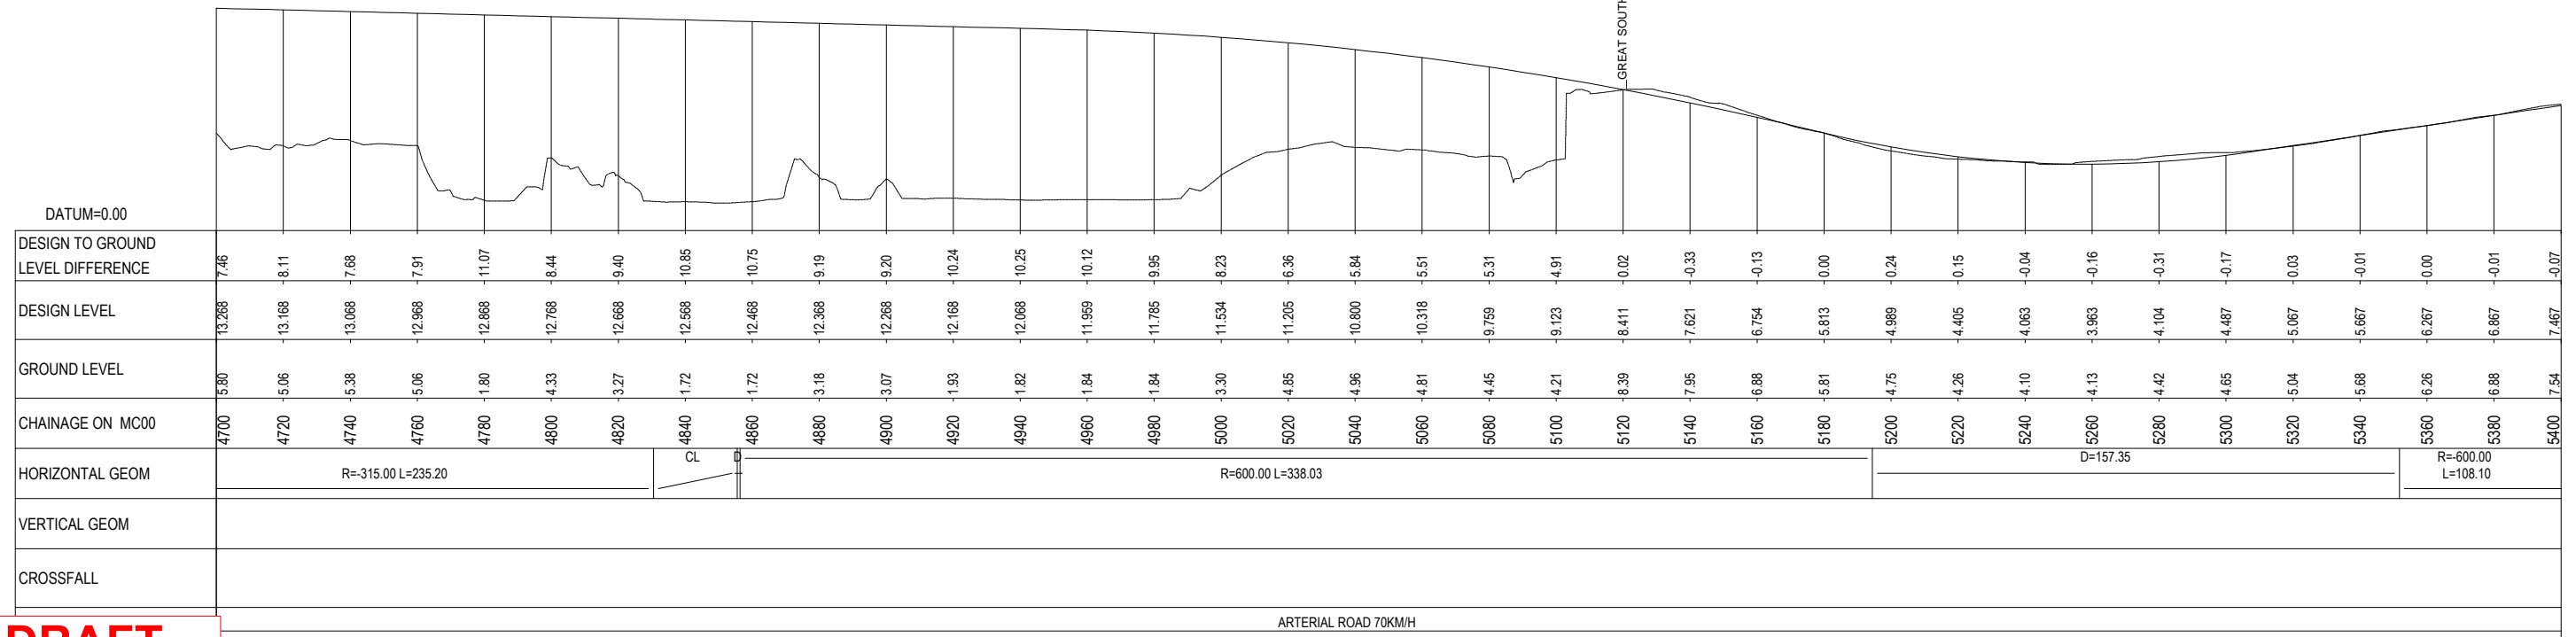 GREAT SOUTH
DATUM=0.00
DESIGN TO GROUND
LEVEL DIFFERENCE 7.46 8.11 7.68 7.91 11.07 8.44 9.40 10.85 10.75 9.19 9.20 10.24 10.25 10.12 9.95 8.23 6.36 5.84 5.51 5.31 4.91 0.02 -0.33 -0.13 0.00 0.24 0.15 -0.04 -0.16 -0.31 -0.17 0.03 -0.01 0.00 -0.01 -0.07
DESIGN LEVEL 13.268 13.168 13.068 12.968 12.868 12.768 12.668 12.568 12.468 12.368 12.268 12.168 12.068 11.959 11.785 11.534 11.205 10.800 10.318 9.759 9.123 8.411 7.621 6.754 5.813 4.989 4.405 4.063 3.963 4.104 4.487 5.067 5.667 6.267 6.867 7.467
GROUND LEVEL 5.80 5.06 5.38 5.06 1.80 4.33 3.27 1.72 1.72 3.18 3.07 1.93 1.82 1.84 1.84 3.30 4.85 4.96 4.81 4.45 4.21 8.39 7.95 6.88 5.81 4.75 4.26 4.10 4.13 4.42 4.65 5.04 5.68 6.26 6.88 7.54
CHAINAGE ON MC00 4700 4720 4740 4760 4780 4800 4820 4840 4860 4880 4900 4920 4940 4960 4980 5000 5020 5040 5060 5080 5100 5120 5140 5160 5180 5200 5220 5240 5260 5280 5300 5320 5340 5360 5380 5400
HORIZONTAL GEOM R=-315.00 L=235.20 CL D R=600.00 L=338.03 D=157.35 R=-600.00
L=108.10
VERTICAL GEOM
CROSSFALL
ARTERIAL ROAD 70KM/H
DRAFT